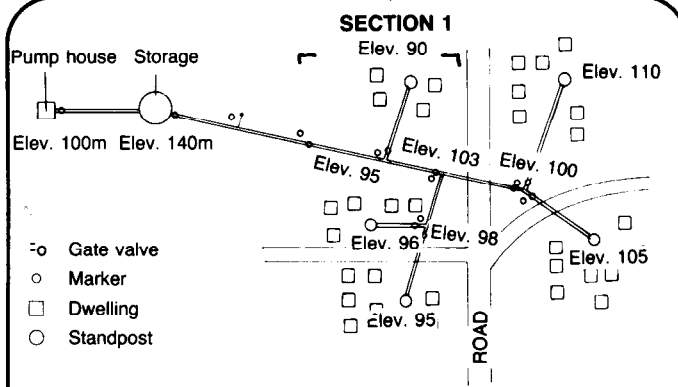 SECTION 1
Elev. 90
Pump house
Storage
Elev. 110
Elev. 100m
Elev. 140m
Elev. 103
Elev. 100
Elev. 95
Elev. 98
Elev. 96
Elev. 105
Gate valve
Marker
Dwelling
Standpost
Elev. 95
ROAD